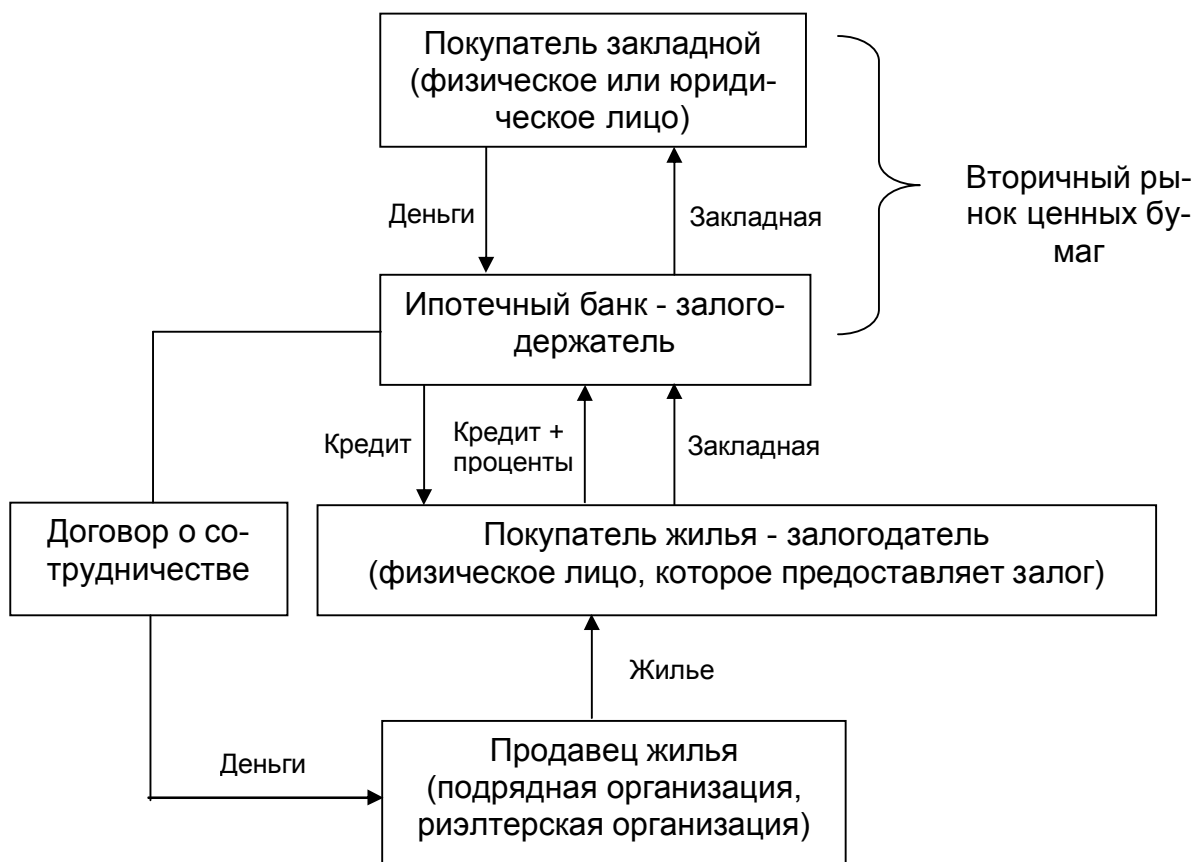 Покупатель закладной
(физическое или юриди-
ческое лицо)
Вторичный ры-
нок ценных бу-
маг
Деньги
Закладная
Ипотечный банк - залого-
держатель
Кредит
Кредит +
проценты
Закладная
Договор о со-
трудничестве
Покупатель жилья - залогодатель
(физическое лицо, которое предоставляет залог)
Жилье
Деньги
Продавец жилья
(подрядная организация,
риэлтерская организация)